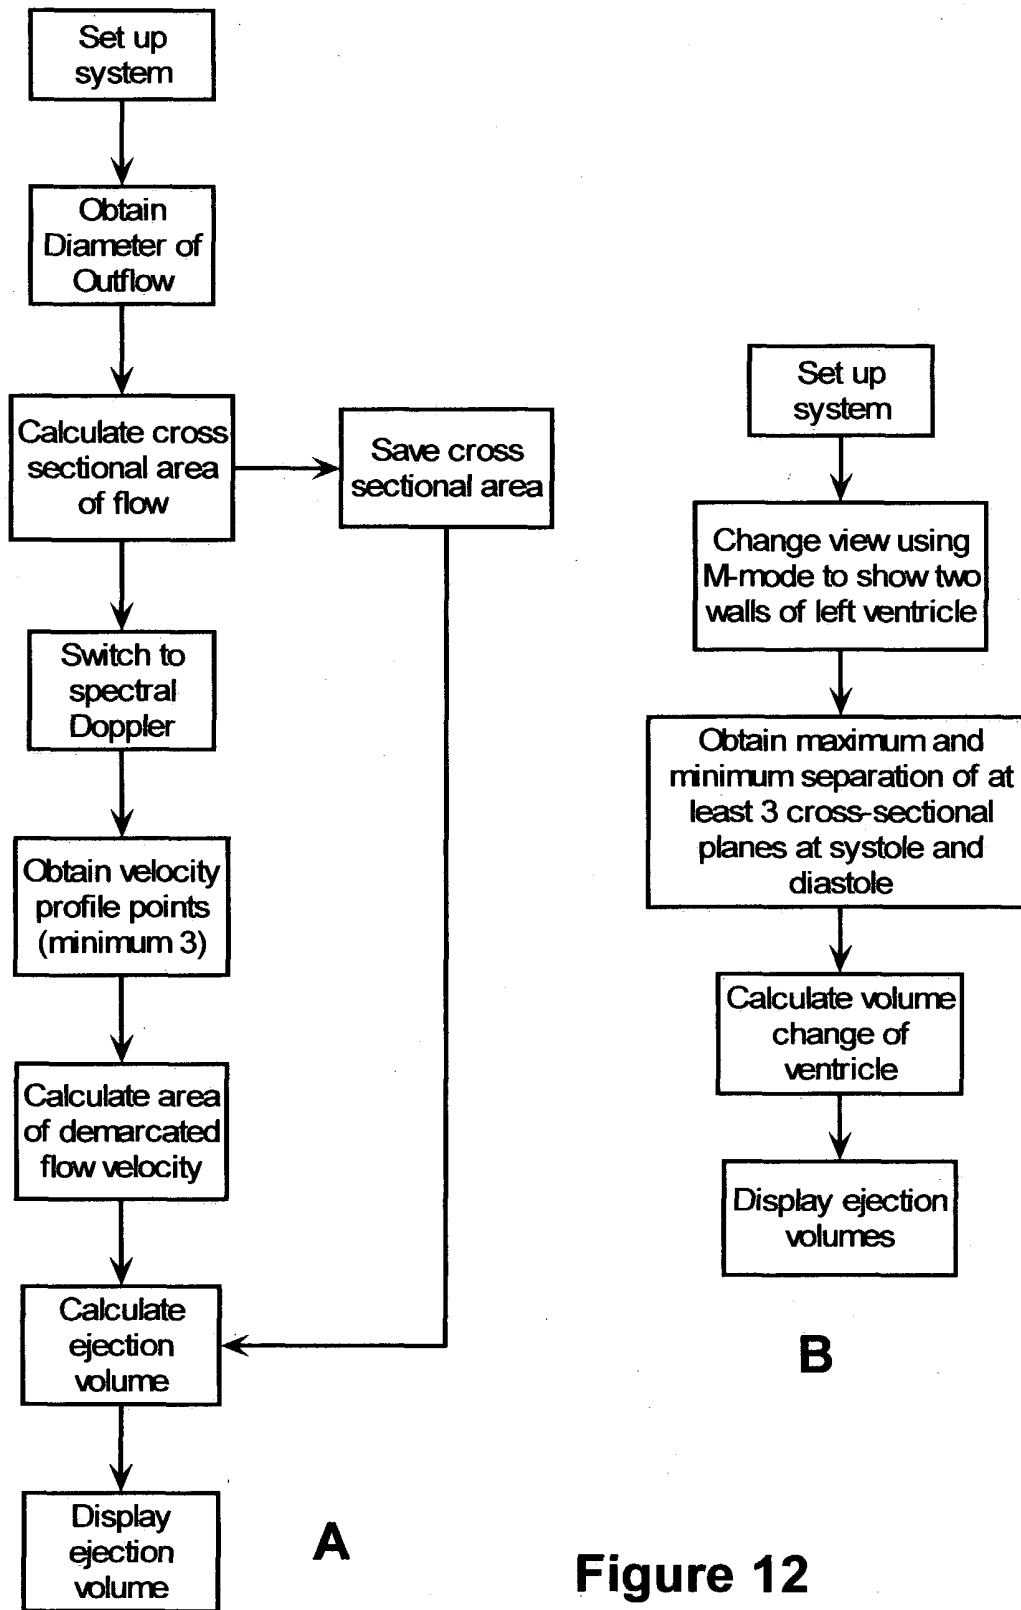 Set up
system
Obtain
Diameter of
Outflow
Calculate cross
sectional area
of flow
Save cross
sectional area
Switch to
spectral
Doppler
Obtain velocity
profile points
(minimum 3)
Calculate area
of demarcated
flow velocity
Calculate
ejection
volume
Display
ejection
volume
A
Set up
system
Change view using
M-mode to show two
walls of left ventricle
Obtain maximum and
minimum separation of at
least 3 cross-sectional
planes at systole and
diastole
Calculate volume
change of
ventricle
Display ejection
volumes
B
Figure 12